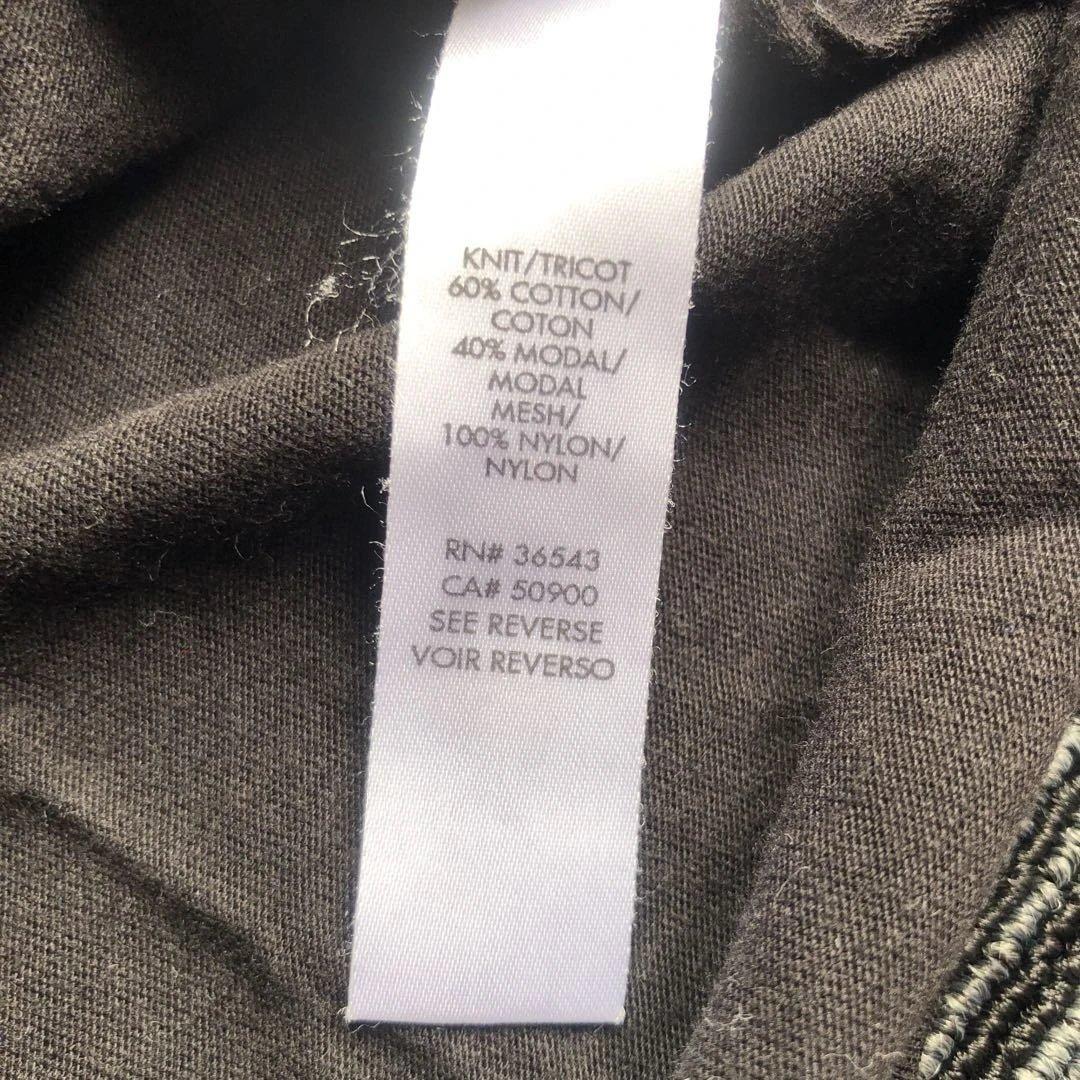 KNIT/TRICOT
60% COTTON/
COTON
40% MODAL/
MODAL
MESH/
100% NYLON/
NYLON
RN# 36543
CA# 50900
SEE REVERSE
VOIR REVERSO